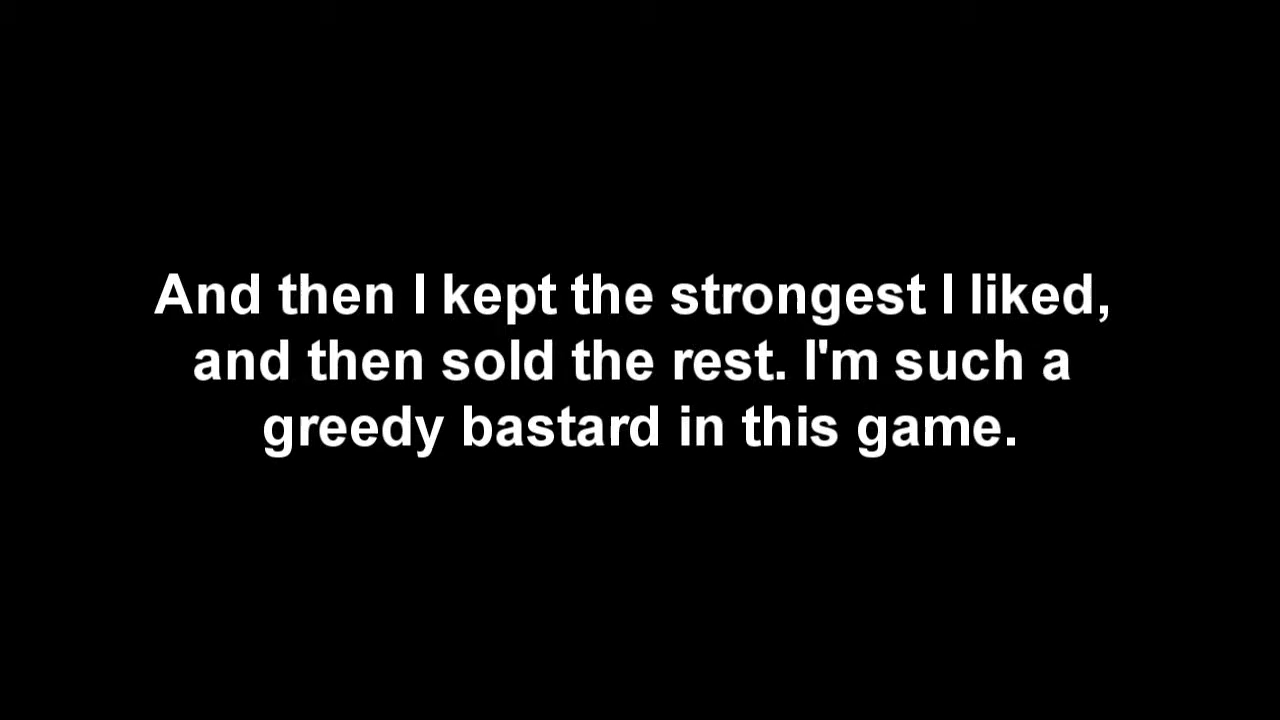 And then I kept the strongest I liked,
and then sold the rest. I'm such a
greedy bastard in this game.